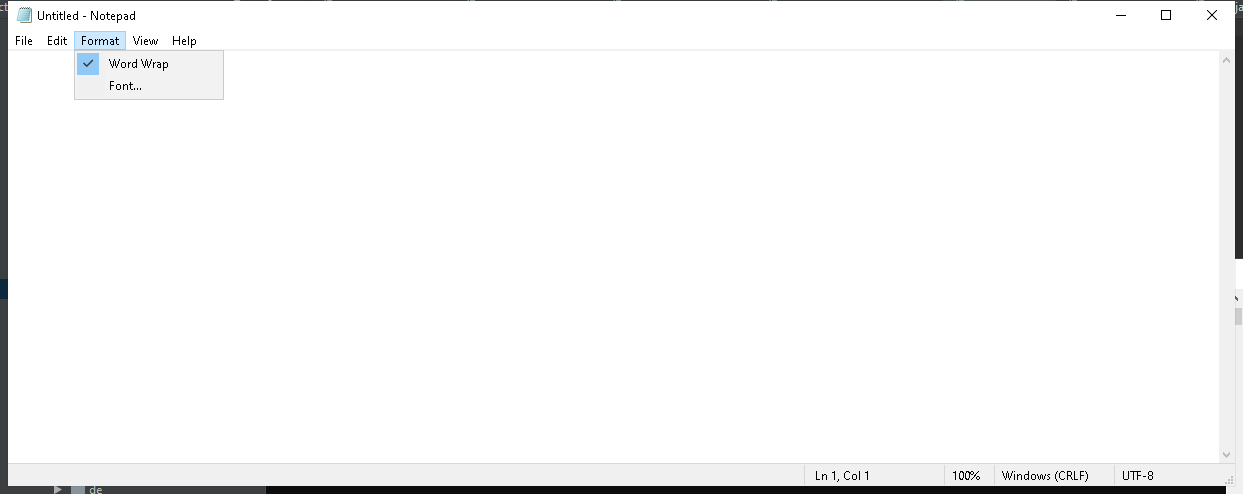 Untitled - Notepad
File Edit Format View Help
Word Wrap
Font...
Ln 1, Col 1 100% Windows (CRLF) UTF-8
de